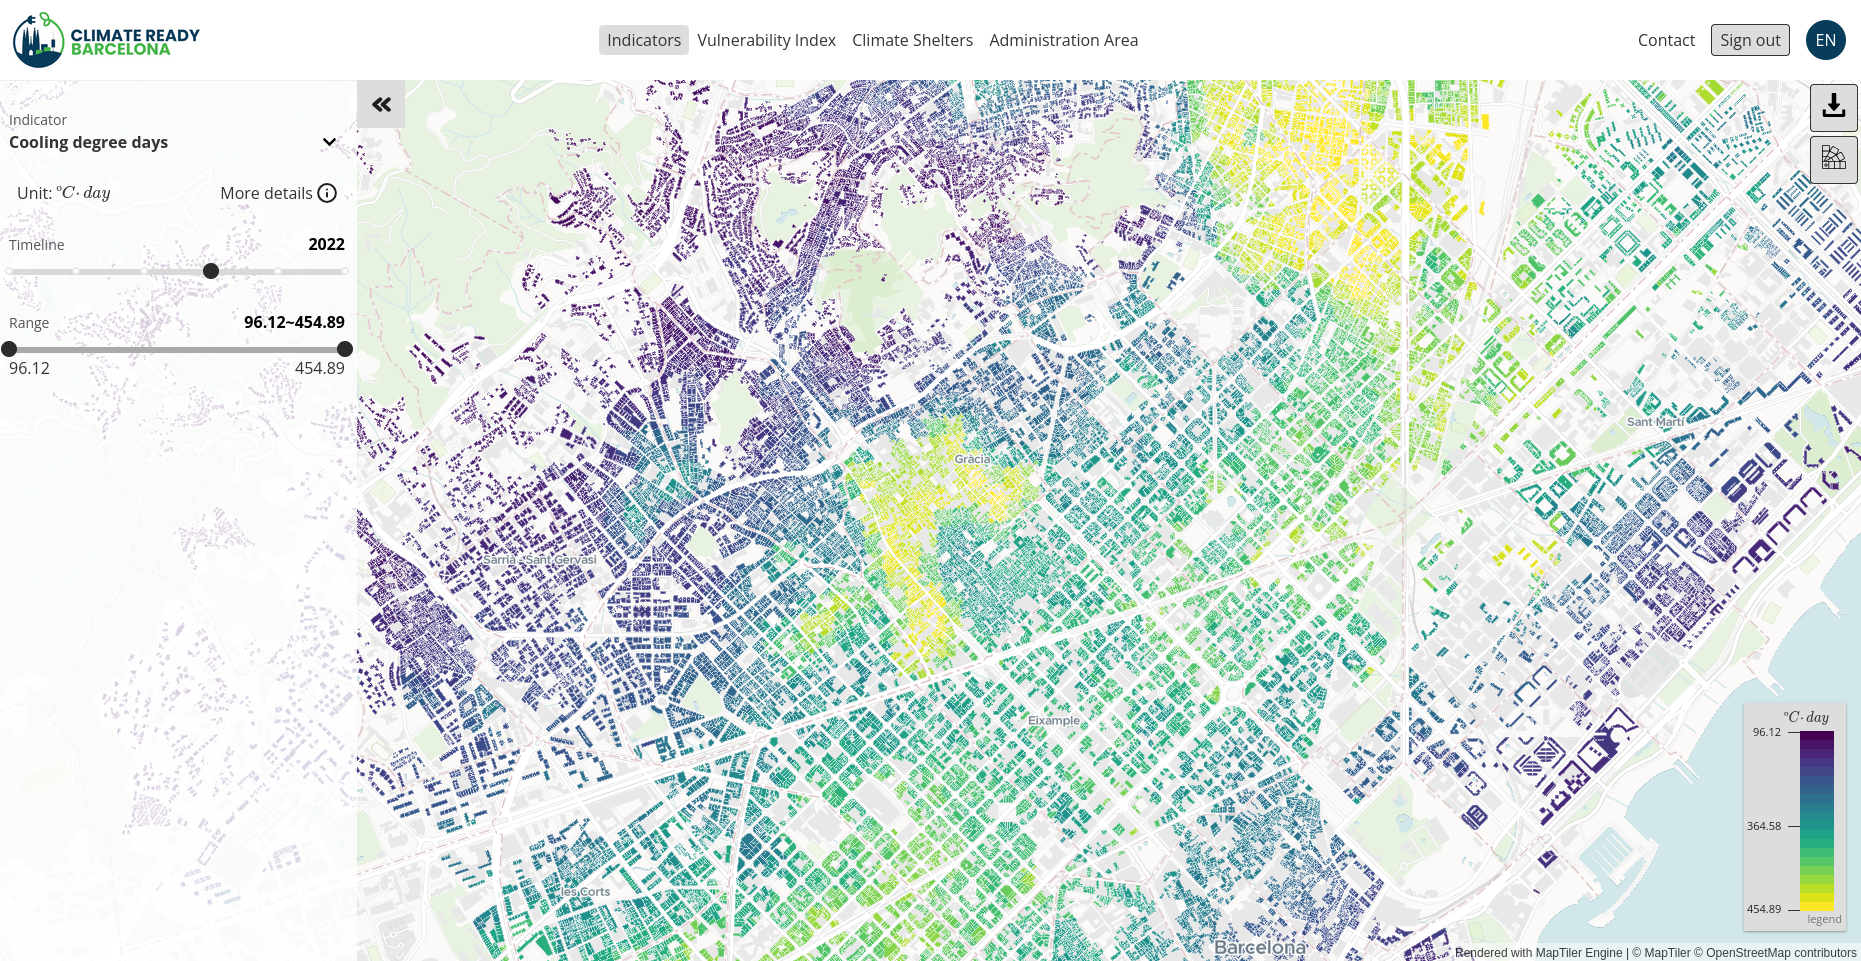 CLIMATE READY
BARCELONA
Indicators
Vulnerability Index
Climate Shelters
Administration Area
Contact
Sign out
EN
Indicator
Cooling degree days
Unit: °C· day
More details
Timeline
2022
Range
96.12~454.89
96.12
454.89
Gràcia
Sant Martí
Sarrià - Sant Gervasi
Eixample
les Corts
Barcelona
°C· day
96.12
364.58
454.89
legend
Rendered with MapTiler Engine | © MapTiler © OpenStreetMap contributors